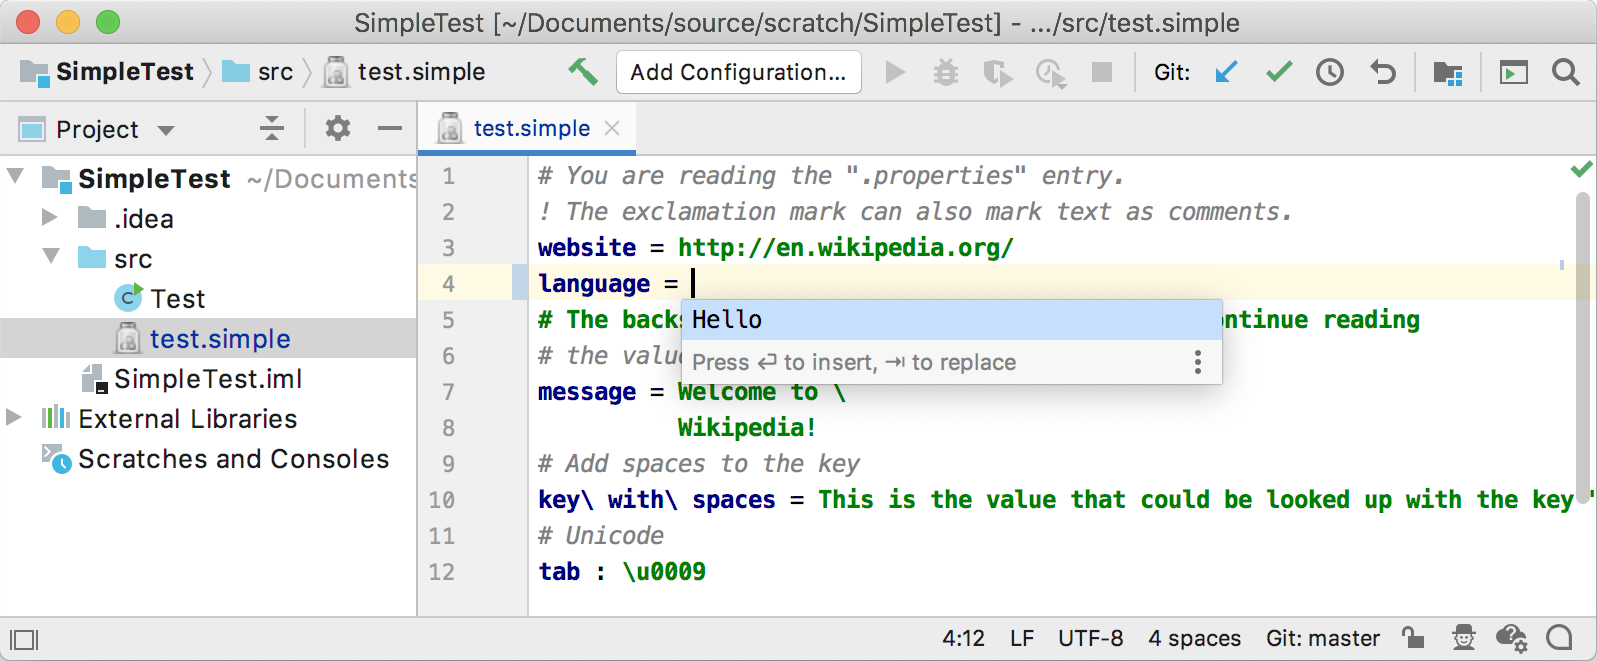 SimpleTest [~/Documents/source/scratch/SimpleTest] - .../src/test.simple
SimpleTest src test.simple Add Configuration... Git:
Project
test.simple
SimpleTest ~/Documents
.idea
src
Test
test.simple
SimpleTest.iml
External Libraries
Scratches and Consoles
1 # You are reading the ".properties" entry.
2 ! The exclamation mark can also mark text as comments.
3 website = http://en.wikipedia.org/
4 language =
Hello
Press ⏎ to insert, ⇥ to replace
5 # The backs ntinue reading
6 # the valu
7 message = Welcome to \
8 Wikipedia!
9 # Add spaces to the key
10 key\ with\ spaces = This is the value that could be looked up with the key "
11 # Unicode
12 tab : \u0009
4:12 LF UTF-8 4 spaces Git: master